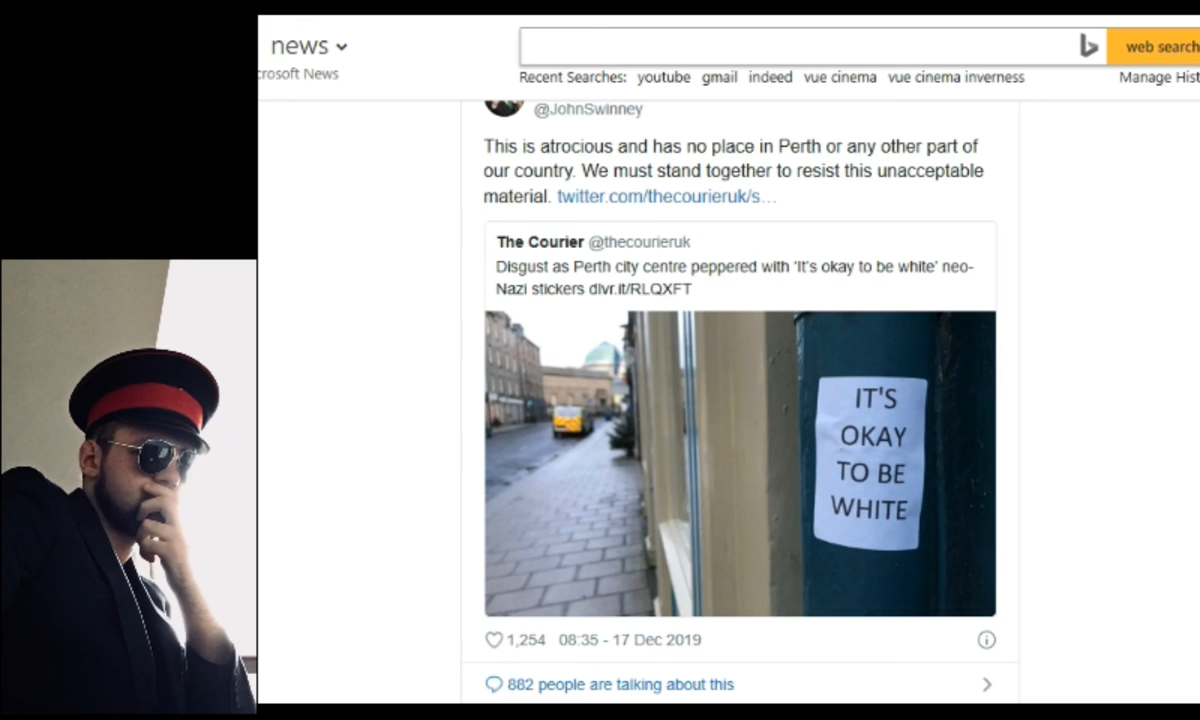 news
crosoft News
web search
Recent Searches: youtube gmail indeed vue cinema vue cinema inverness
Manage Hist
@JohnSwinney
This is atrocious and has no place in Perth or any other part of
our country. We must stand together to resist this unacceptable
material. twitter.com/thecourieruk/s…
The Courier @thecourieruk
Disgust as Perth city centre peppered with 'It's okay to be white' neo-
Nazi stickers dlvr.it/RLQXFT
IT'S
OKAY
TO BE
WHITE
1,254 08:35 - 17 Dec 2019
882 people are talking about this